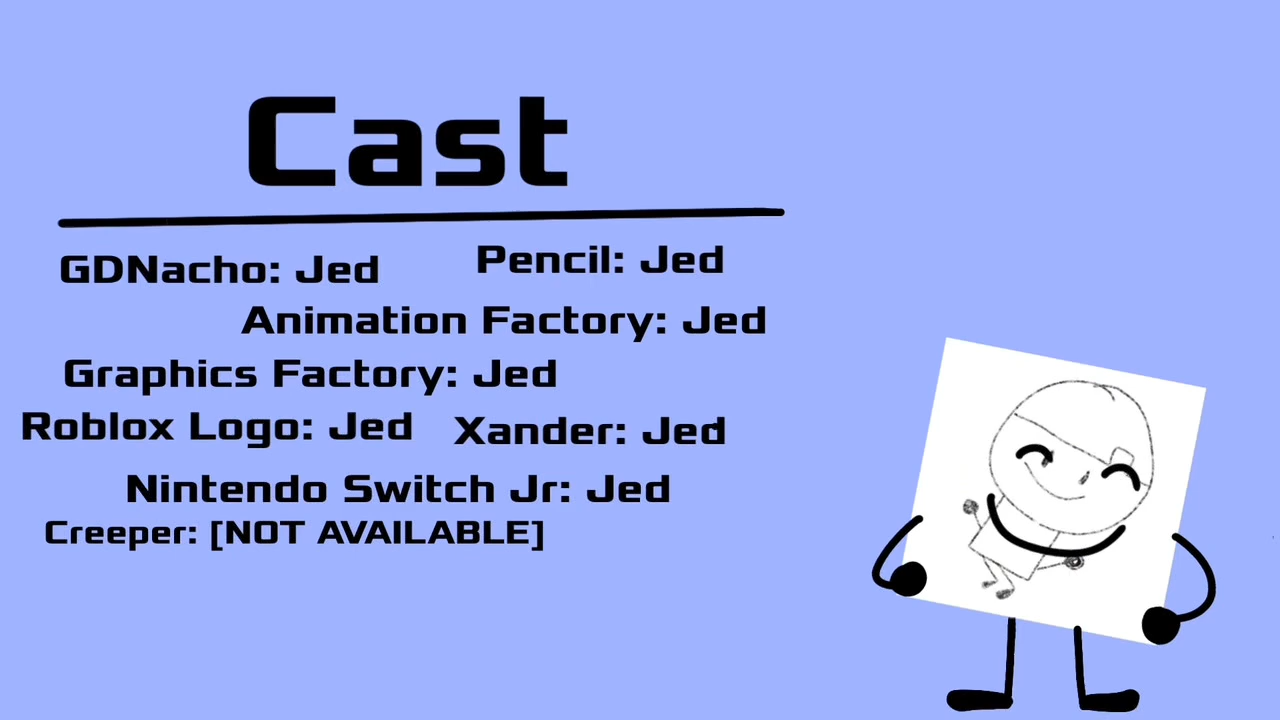 Cast
GDNacho: Jed
Pencil: Jed
Animation Factory: Jed
Graphics Factory: Jed
Roblox Logo: Jed
Xander: Jed
Nintendo Switch Jr: Jed
Creeper: [NOT AVAILABLE]